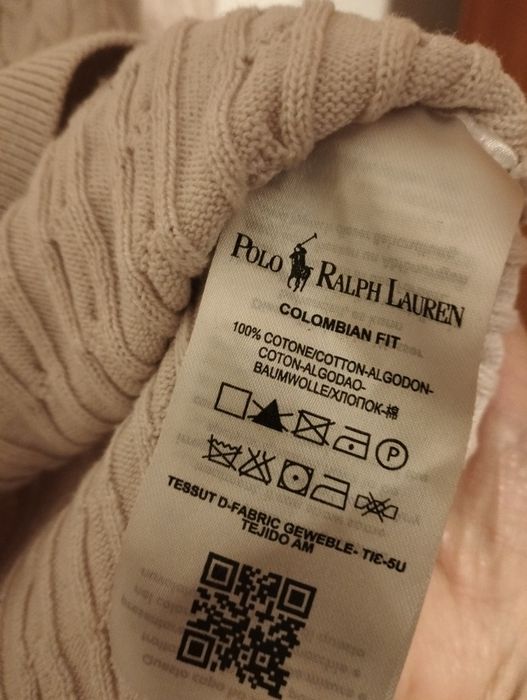 POLO RALPH LAUREN
COLOMBIAN FIT
100% COTONE/COTTON-ALGODON-
COTON-ALGODAO-
BAUMWOLLE/ХЛОПОК-棉
P
TESSUT D-FABRIC GEWEBLE- TIE-5U
TEJIDO AM